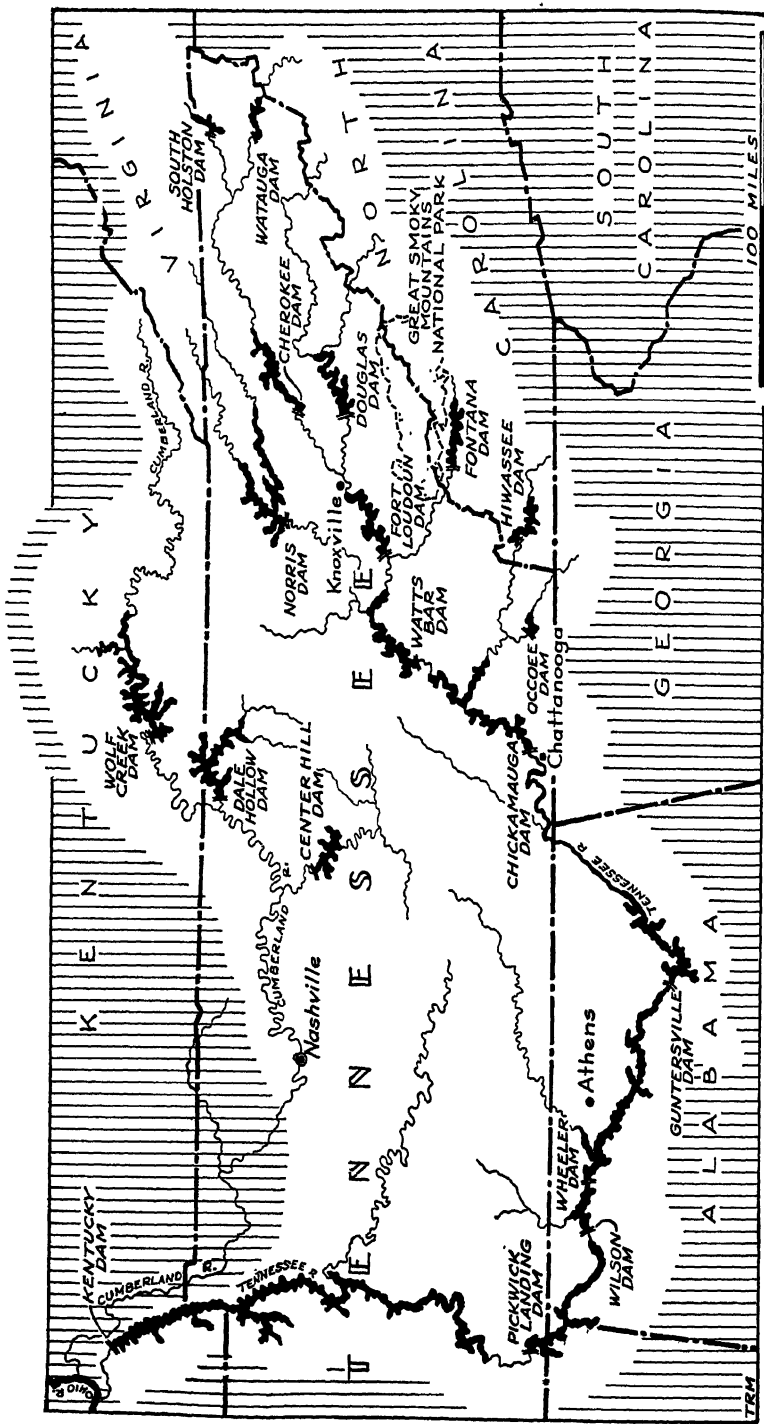 OHIO R.
KENTUCKY
DAM
CUMBERLAND R.
TENNESSEE R.
KENTUCKY
VIRGINIA
CUMBERLAND R.
WOLF
CREEK
DAM
DALE
HOLLOW
DAM
CENTER HILL
DAM
CUMBERLAND R.
Nashville
SOUTH
HOLSTON
DAM
WATAUGA
DAM
CHEROKEE
DAM
DOUGLAS
DAM
NORRIS
DAM
Knoxville
FORT
LOUDOUN
DAM
GREAT SMOKY
MOUNTAINS
NATIONAL PARK
FONTANA
DAM
HIWASSEE
DAM
WATTS
BAR
DAM
OCCOEE
DAM
Chattanooga
CHICKAMAUGA
DAM
TENNESSEE
NORTH
CAROLINA
SOUTH
CAROLINA
GEORGIA
ALABAMA
TENNESSEE R
GUNTERSVILLE
DAM
Athens
WHEELER
DAM
WILSON
DAM
PICKWICK
LANDING
DAM
100 MILES
TRM